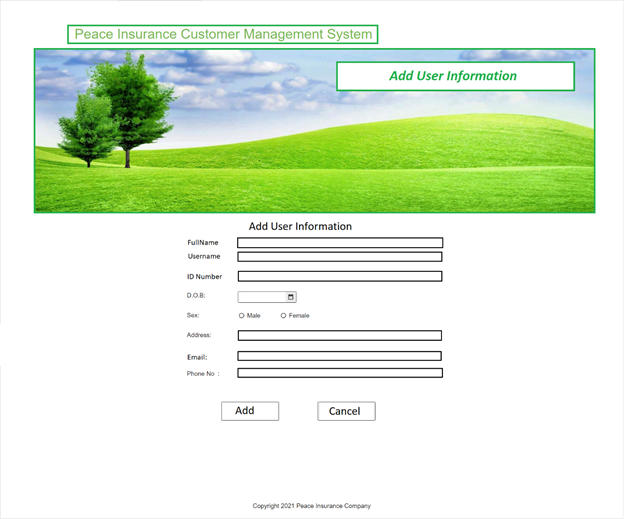 Peace Insurance Customer Management System
Add User Information
Add User Information
FullName
Username
ID Number
D.O.B:
Sex: Male Female
Address:
Email:
Phone No :
Add Cancel
Copyright 2021 Peace Insurance Company